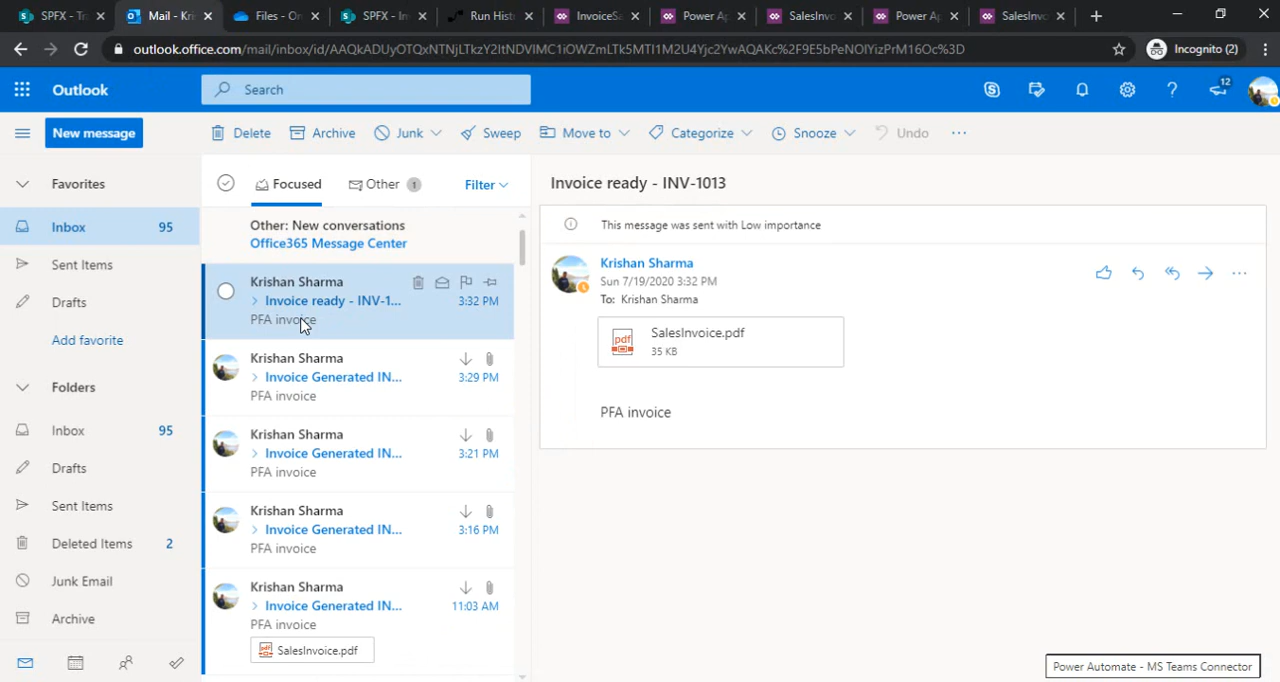 SPFX - Tr
Mail - Kri
Files - On
SPFX - In
Run Hist
InvoiceSa
Power Ap
SalesInvo
Power Ap
SalesInvo
outlook.office.com/mail/inbox/id/AAQkADUyOTQxNTNjLTkzY2ItNDVlMC1iOWZmLTk5MTI1M2U4Yjc2YwAQAKc%2F9E5bPeNOlYizPrM16Oc%3D
Incognito (2)
Outlook
Search
12
New message
Delete
Archive
Junk
Sweep
Move to
Categorize
Snooze
Undo
Favorites
Inbox 95
Sent Items
Drafts
Add favorite
Folders
Inbox 95
Drafts
Sent Items
Deleted Items 2
Junk Email
Archive
Focused
Other 1
Filter
Other: New conversations
Office365 Message Center
Krishan Sharma
Invoice ready - INV-1... 3:32 PM
PFA invoice
Krishan Sharma
Invoice Generated IN... 3:29 PM
PFA invoice
Krishan Sharma
Invoice Generated IN... 3:21 PM
PFA invoice
Krishan Sharma
Invoice Generated IN... 3:16 PM
PFA invoice
Krishan Sharma
Invoice Generated IN... 11:03 AM
PFA invoice
pdf SalesInvoice.pdf
Invoice ready - INV-1013
This message was sent with Low importance
Krishan Sharma
Sun 7/19/2020 3:32 PM
To: Krishan Sharma
pdf
SalesInvoice.pdf
35 KB
PFA invoice
Power Automate - MS Teams Connector